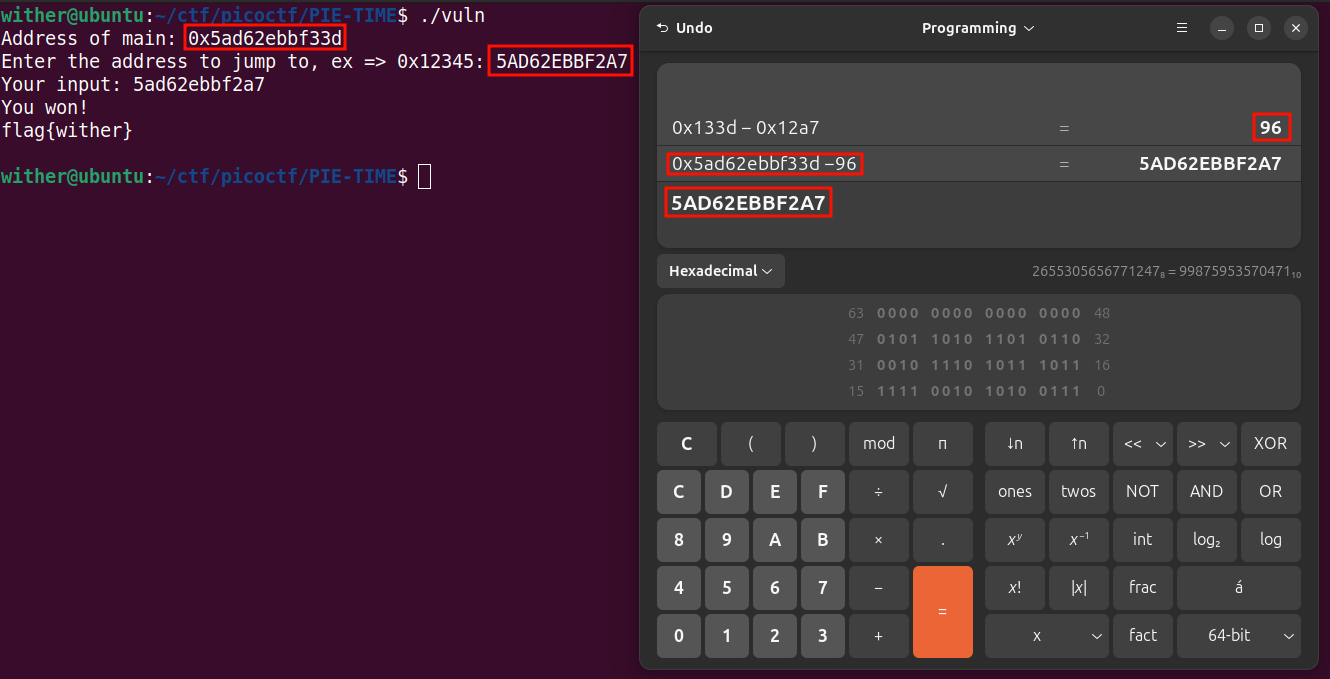 wither@ubuntu:~/ctf/picoctf/PIE-TIME$ ./vuln
Address of main: 0x5ad62ebbf33d
Enter the address to jump to, ex => 0x12345: 5AD62EBBF2A7
Your input: 5ad62ebbf2a7
You won!
flag{wither}
wither@ubuntu:~/ctf/picoctf/PIE-TIME$
Undo
Programming
0x133d – 0x12a7 = 96
0x5ad62ebbf33d –96 = 5AD62EBBF2A7
5AD62EBBF2A7
Hexadecimal
2655305656771247₈ = 99875953570471₁₀
63 0000 0000 0000 0000 48
47 0101 1010 1101 0110 32
31 0010 1110 1011 1011 16
15 1111 0010 1010 0111 0
C ( ) mod π ↓n ↑n << >> XOR
C D E F ÷ √ ones twos NOT AND OR
8 9 A B × . xʸ x⁻¹ int log₂ log
4 5 6 7 − = x! |x| frac á
0 1 2 3 + x fact 64-bit